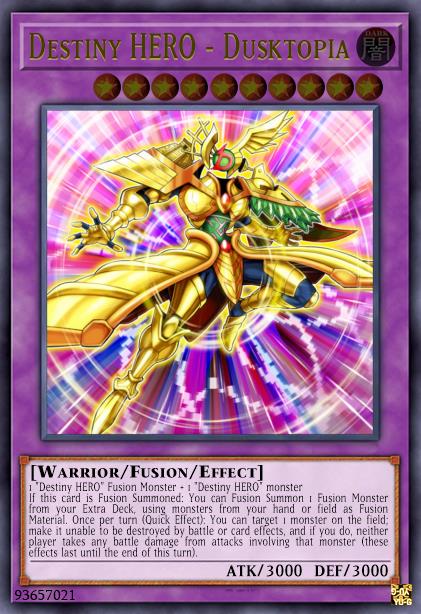 DESTINY HERO - DUSKTOPIA
DARK
闇
D
[WARRIOR/FUSION/EFFECT]
1 "Destiny HERO" Fusion Monster + 1 "Destiny HERO" monster
If this card is Fusion Summoned: You can Fusion Summon 1 Fusion Monster
from your Extra Deck, using monsters from your hand or field as Fusion
Material. Once per turn (Quick Effect): You can target 1 monster on the field;
make it unable to be destroyed by battle or card effects, and if you do, neither
player takes any battle damage from attacks involving that monster (these
effects last until the end of this turn).
ATK/3000 DEF/3000
93657021